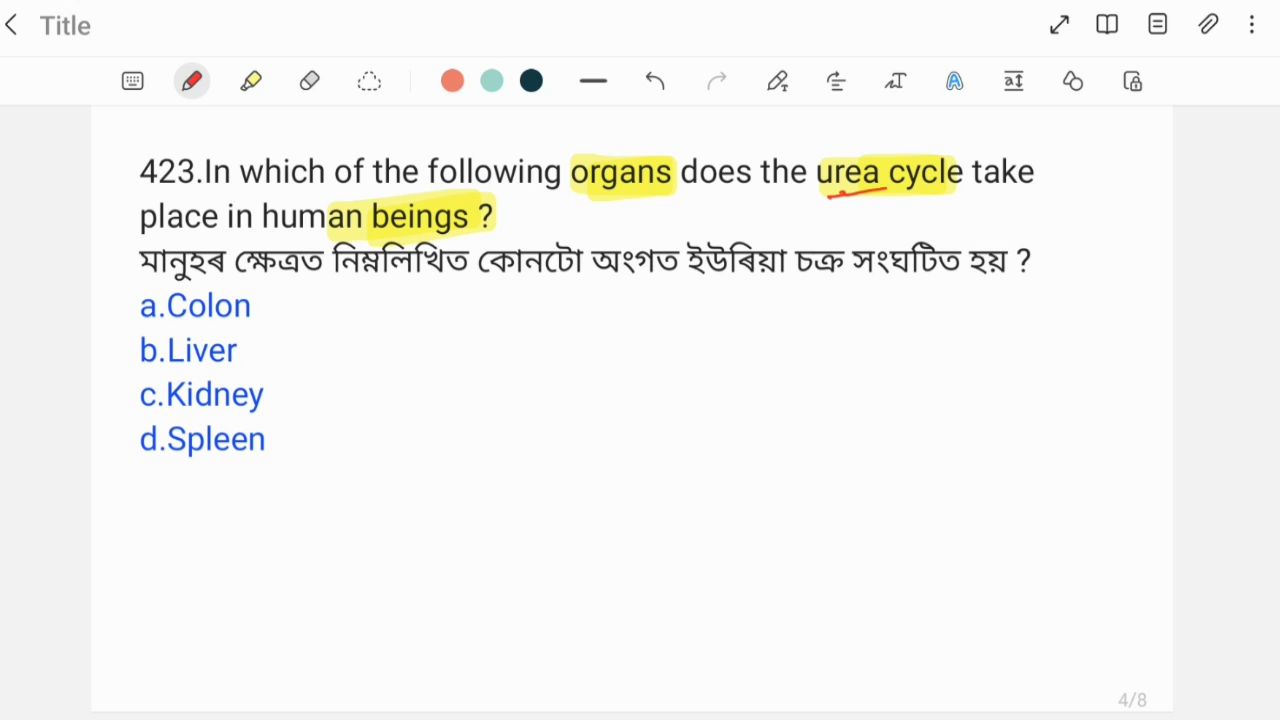 Title
423.In which of the following organs does the urea cycle take
place in human beings ?
মানুহৰ ক্ষেত্ৰত নিম্নলিখিত কোনটো অংগত ইউৰিয়া চক্ৰ সংঘটিত হয় ?
a.Colon
b.Liver
c.Kidney
d.Spleen
4/8